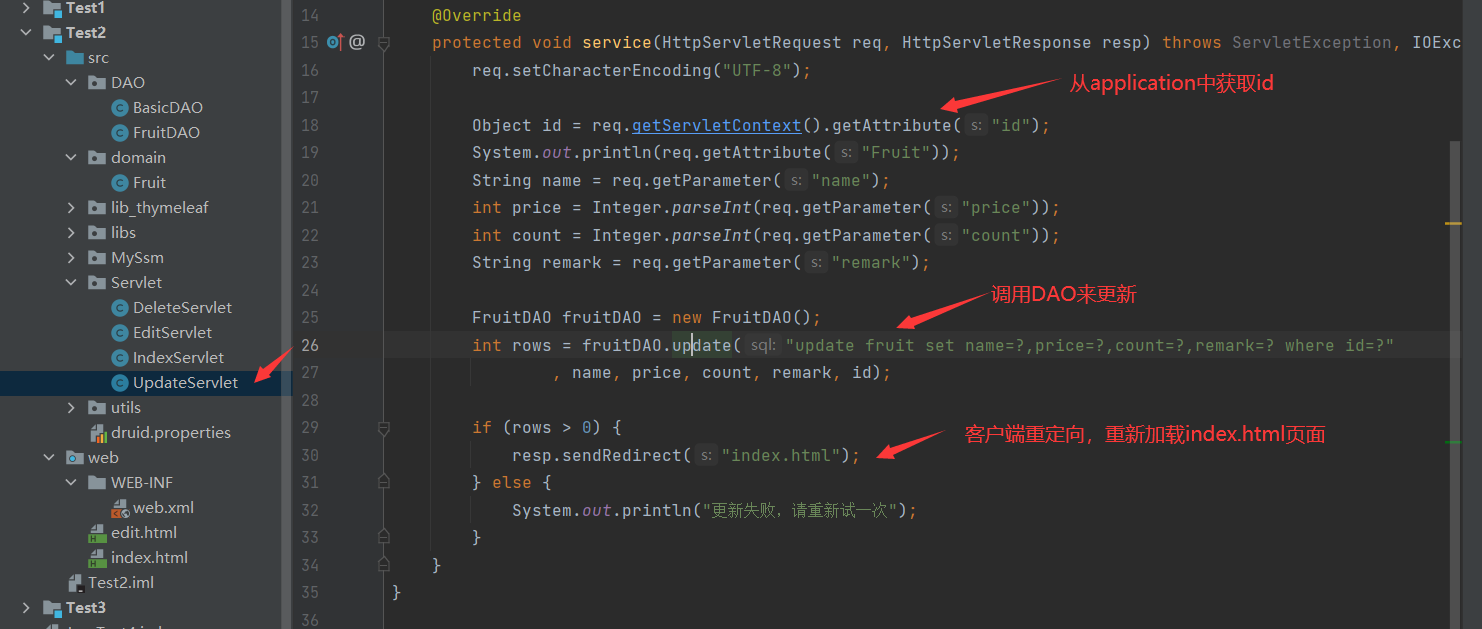 Test1
Test2
src
DAO
BasicDAO
FruitDAO
domain
Fruit
lib_thymeleaf
libs
MySsm
Servlet
DeleteServlet
EditServlet
IndexServlet
UpdateServlet
utils
druid.properties
web
WEB-INF
web.xml
edit.html
index.html
Test2.iml
Test3
14 @Override
15 @ protected void service(HttpServletRequest req, HttpServletResponse resp) throws ServletException, IOExc
16 req.setCharacterEncoding("UTF-8");
17
从application中获取id
18 Object id = req.getServletContext().getAttribute( s: "id");
19 System.out.println(req.getAttribute( s: "Fruit"));
20 String name = req.getParameter( s: "name");
21 int price = Integer.parseInt(req.getParameter( s: "price"));
22 int count = Integer.parseInt(req.getParameter( s: "count"));
23 String remark = req.getParameter( s: "remark");
24
调用DAO来更新
25 FruitDAO fruitDAO = new FruitDAO();
26 int rows = fruitDAO.update( sql: "update fruit set name=?,price=?,count=?,remark=? where id=?"
27 , name, price, count, remark, id);
28
29 if (rows > 0) {
客户端重定向，重新加载index.html页面
30 resp.sendRedirect( s: "index.html");
31 } else {
32 System.out.println("更新失败，请重新试一次");
33 }
34 }
35 }
36